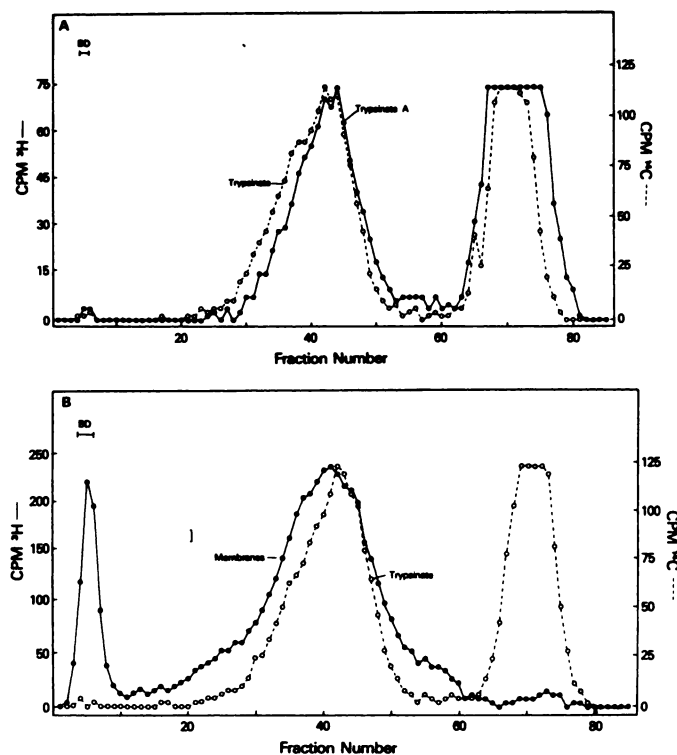 A
BD
75
60
45
30
15
0
CPM ³H —
Trypsinate A
Trypsinate
125
100
75
50
25
0
CPM ¹⁴C ----
20
40
60
80
Fraction Number
B
BD
250
200
150
100
50
0
CPM ³H —
Membranes
Trypsinate
125
100
75
50
25
0
CPM ¹⁴C ----
20
40
60
80
Fraction Number